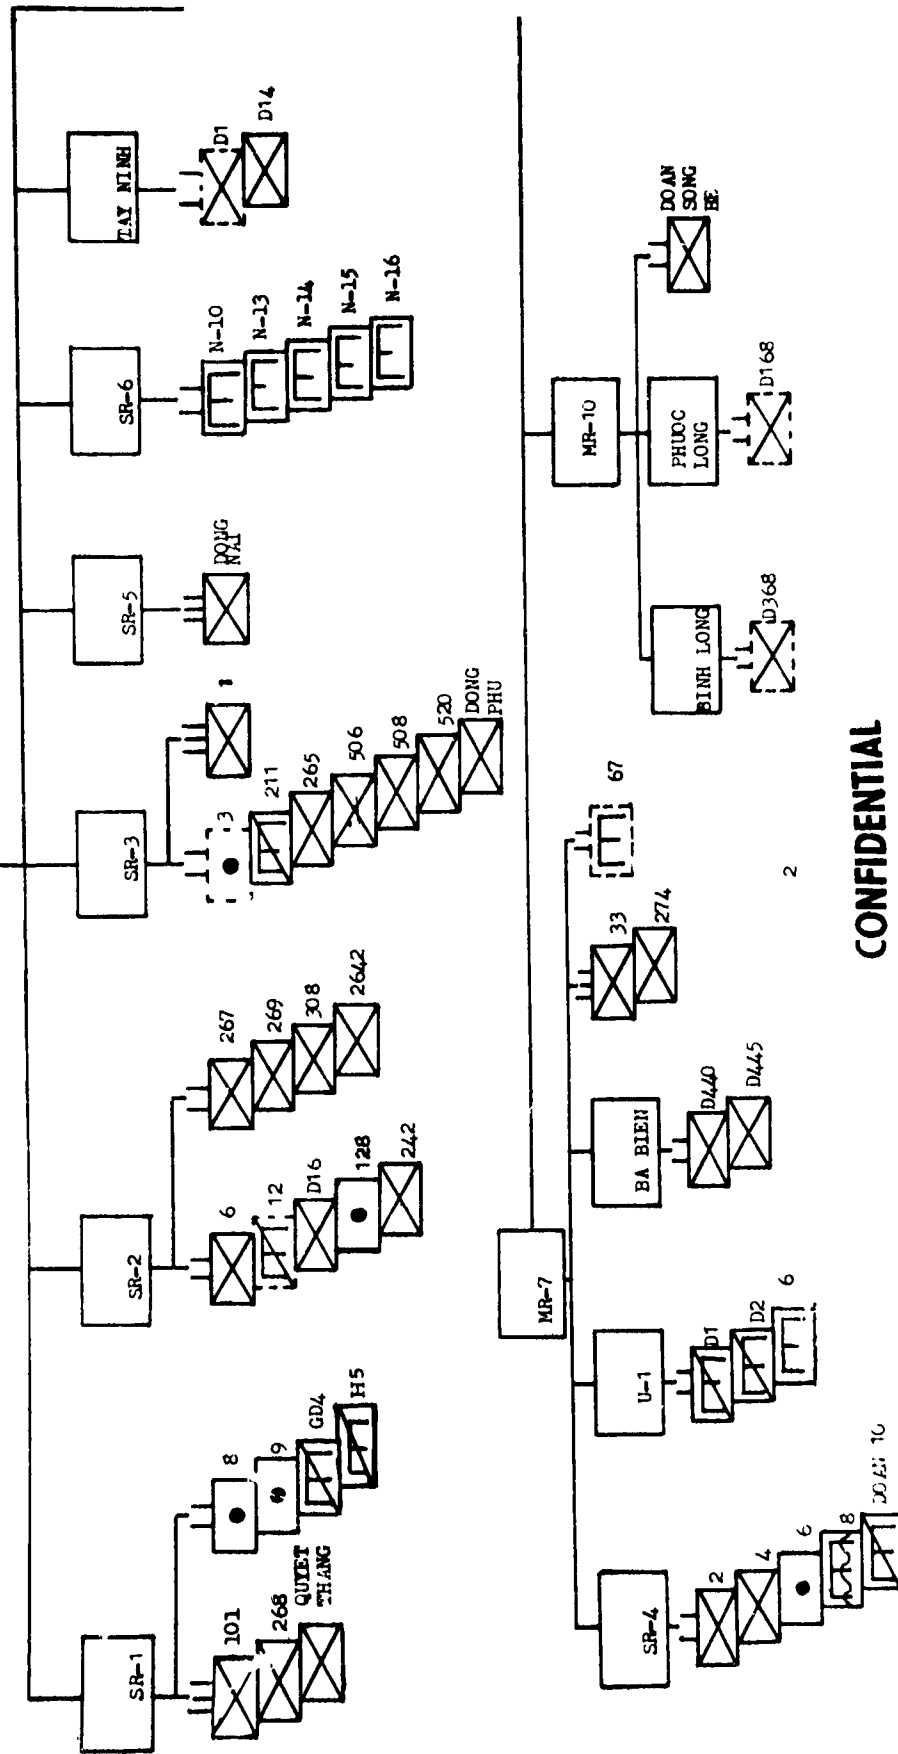 SR-1
101
268
QUYET
THANG
8
9
GD4
H5
SR-2
6
12
D16
128
242
267
269
308
2642
SR-3
3
211
265
506
508
520
DONG
PHU
1
SR-5
DONG
NAI
SR-6
N-10
N-13
N-14
N-15
N-16
TAY NINH
D1
D14
MR-7
SR-4
2
4
6
8
DOAN 10
U-1
D1
D2
6
BA BIEN
D440
D445
33
274
67
MR-10
BINH LONG
D368
PHUOC
LONG
D168
DOAN
SONG
BE
2
CONFIDENTIAL